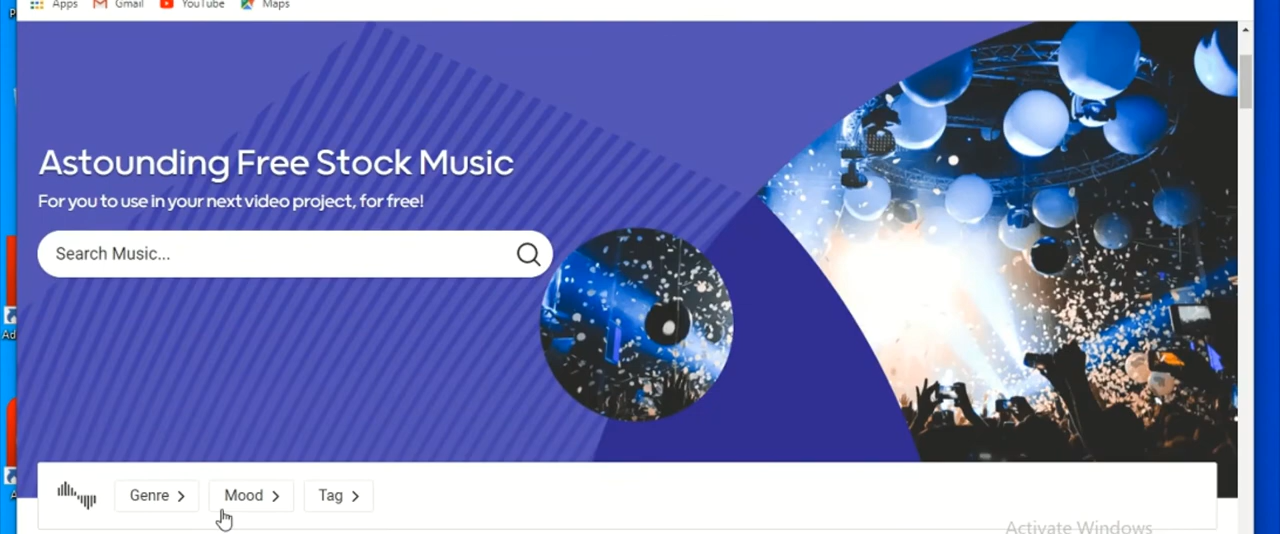 Apps Gmail YouTube Maps
Astounding Free Stock Music
For you to use in your next video project, for free!
Search Music...
Genre Mood Tag
Activate Windows